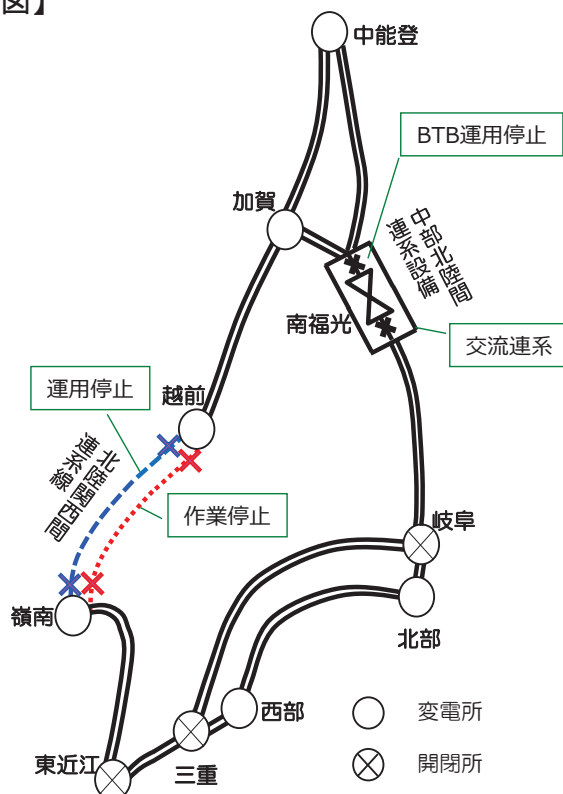 図】
中能登
BTB運用停止
加賀
中部北陸間
連系設備
南福光
交流連系
運用停止
越前
北陸関西間
連系線
作業停止
岐阜
嶺南
北部
西部
変電所
東近江
三重
開閉所